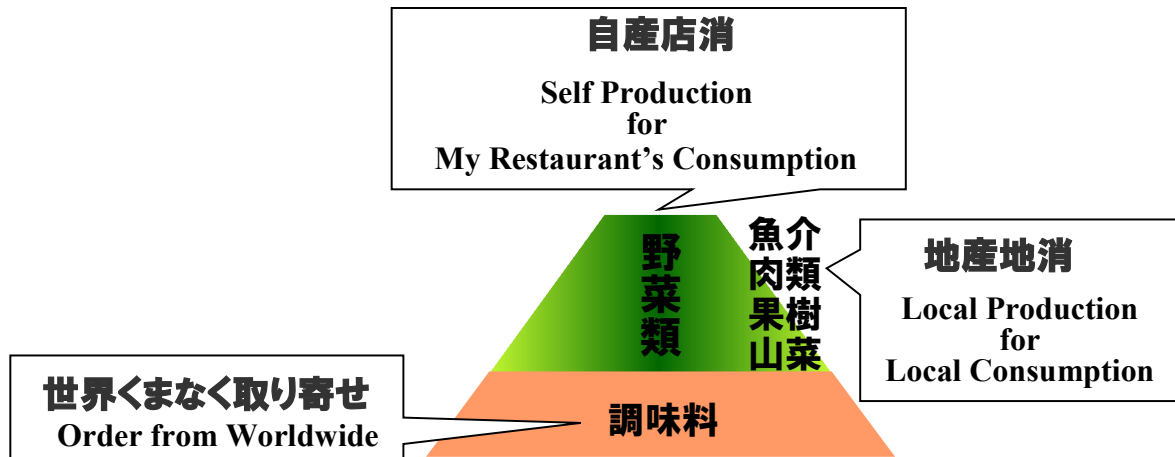 自産店消
Self Production
for
My Restaurant's Consumption
野菜類
魚介
肉類
果樹
山菜
地産地消
Local Production
for
Local Consumption
世界くまなく取り寄せ
Order from Worldwide
調味料